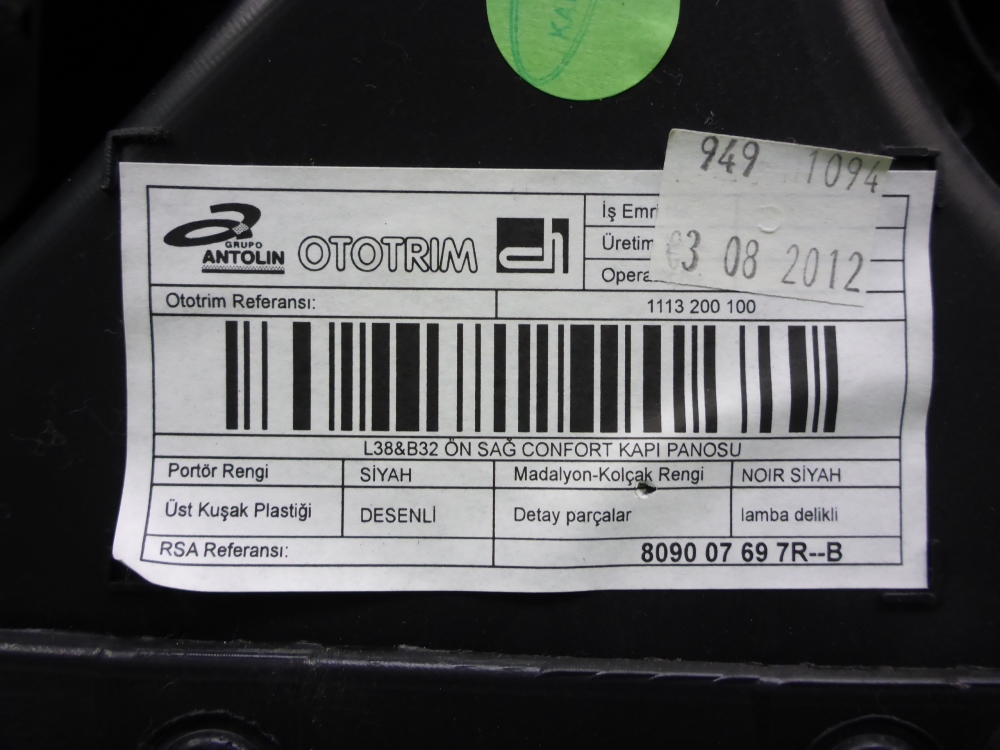 949 1094
3 08 2012
GRUPO
ANTOLIN
OTOTRIM
İş Emr
Üretim
Opera
Ototrim Referansı: 1113 200 100
L38&B32 ÖN SAĞ CONFORT KAPI PANOSU
Portör Rengi SİYAH Madalyon-Kolçak Rengi NOIR SİYAH
Üst Kuşak Plastiği DESENLİ Detay parçalar lamba delikli
RSA Referansı: 8090 07 69 7R--B